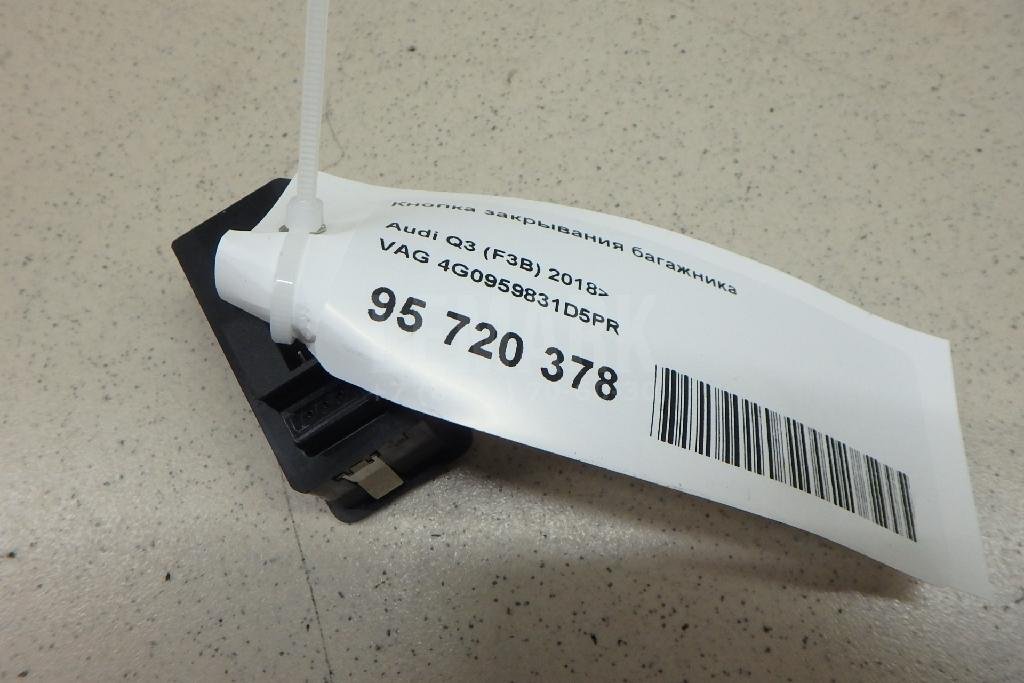 Кнопка закрывания багажника
Audi Q3 (F3B) 2018>
VAG 4G0959831D5PR
95 720 378